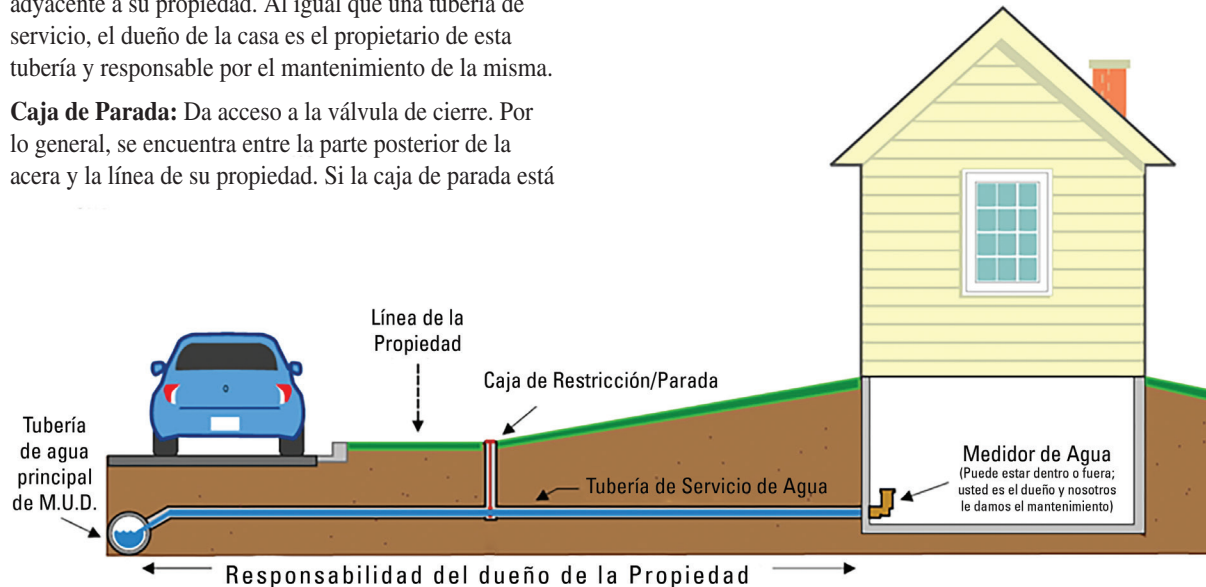 adyacente a su propiedad. Al igual que una tubería de
servicio, el dueño de la casa es el propietario de esta
tubería y responsable por el mantenimiento de la misma.
Caja de Parada: Da acceso a la válvula de cierre. Por
lo general, se encuentra entre la parte posterior de la
acera y la línea de su propiedad. Si la caja de parada está
Línea de la
Propiedad
Caja de Restricción/Parada
Tubería
de agua
principal
de M.U.D.
Tubería de Servicio de Agua
Medidor de Agua
(Puede estar dentro o fuera;
usted es el dueño y nosotros
le damos el mantenimiento)
Responsabilidad del dueño de la Propiedad